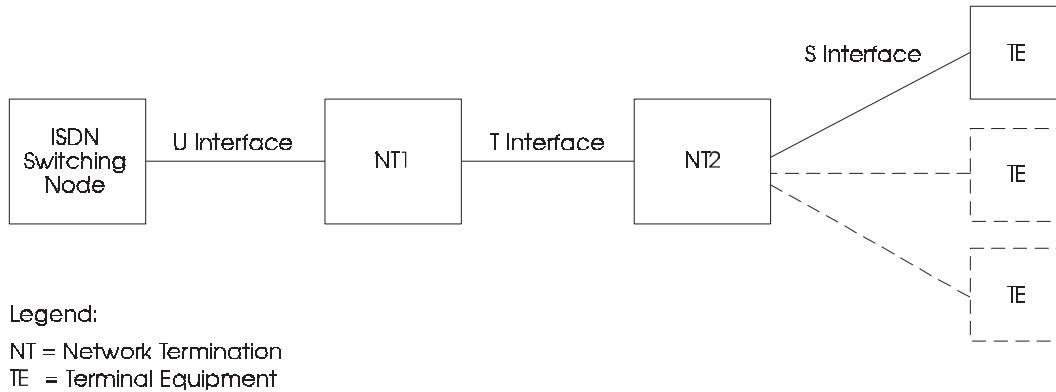 S Interface
TE
ISDN
Switching
Node
U Interface
NT1
T Interface
NT2
TE
TE
Legend:
NT = Network Termination
TE = Terminal Equipment